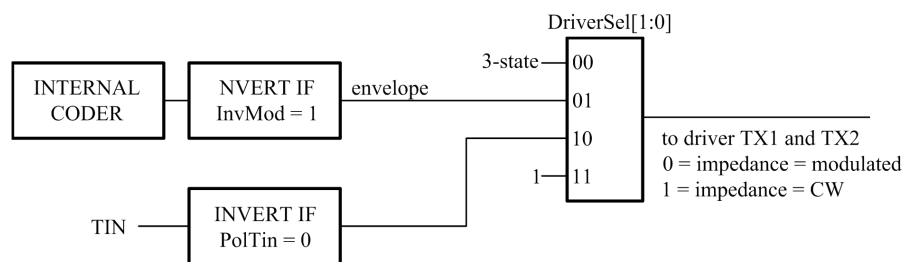 DriverSel[1:0]
3-state
00
INTERNAL
CODER
NVERT IF
InvMod = 1
envelope
01
10
to driver TX1 and TX2
0 = impedance = modulated
1 = impedance = CW
1
11
TIN
INVERT IF
PolTin = 0